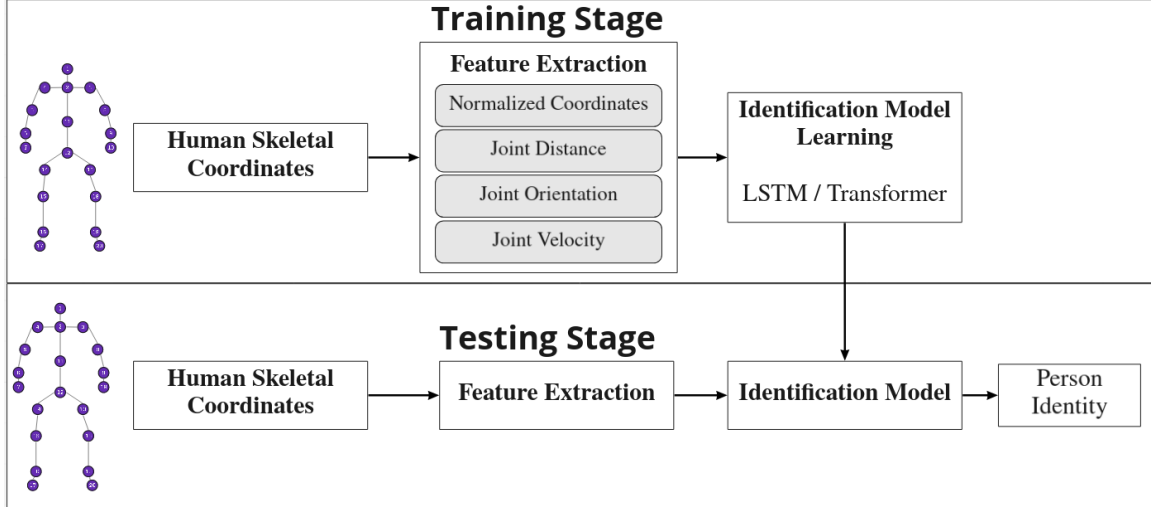 Training Stage
Feature Extraction
Normalized Coordinates
Joint Distance
Joint Orientation
Joint Velocity
Human Skeletal
Coordinates
Identification Model
Learning
LSTM / Transformer
Testing Stage
Human Skeletal
Coordinates
Feature Extraction
Identification Model
Person
Identity